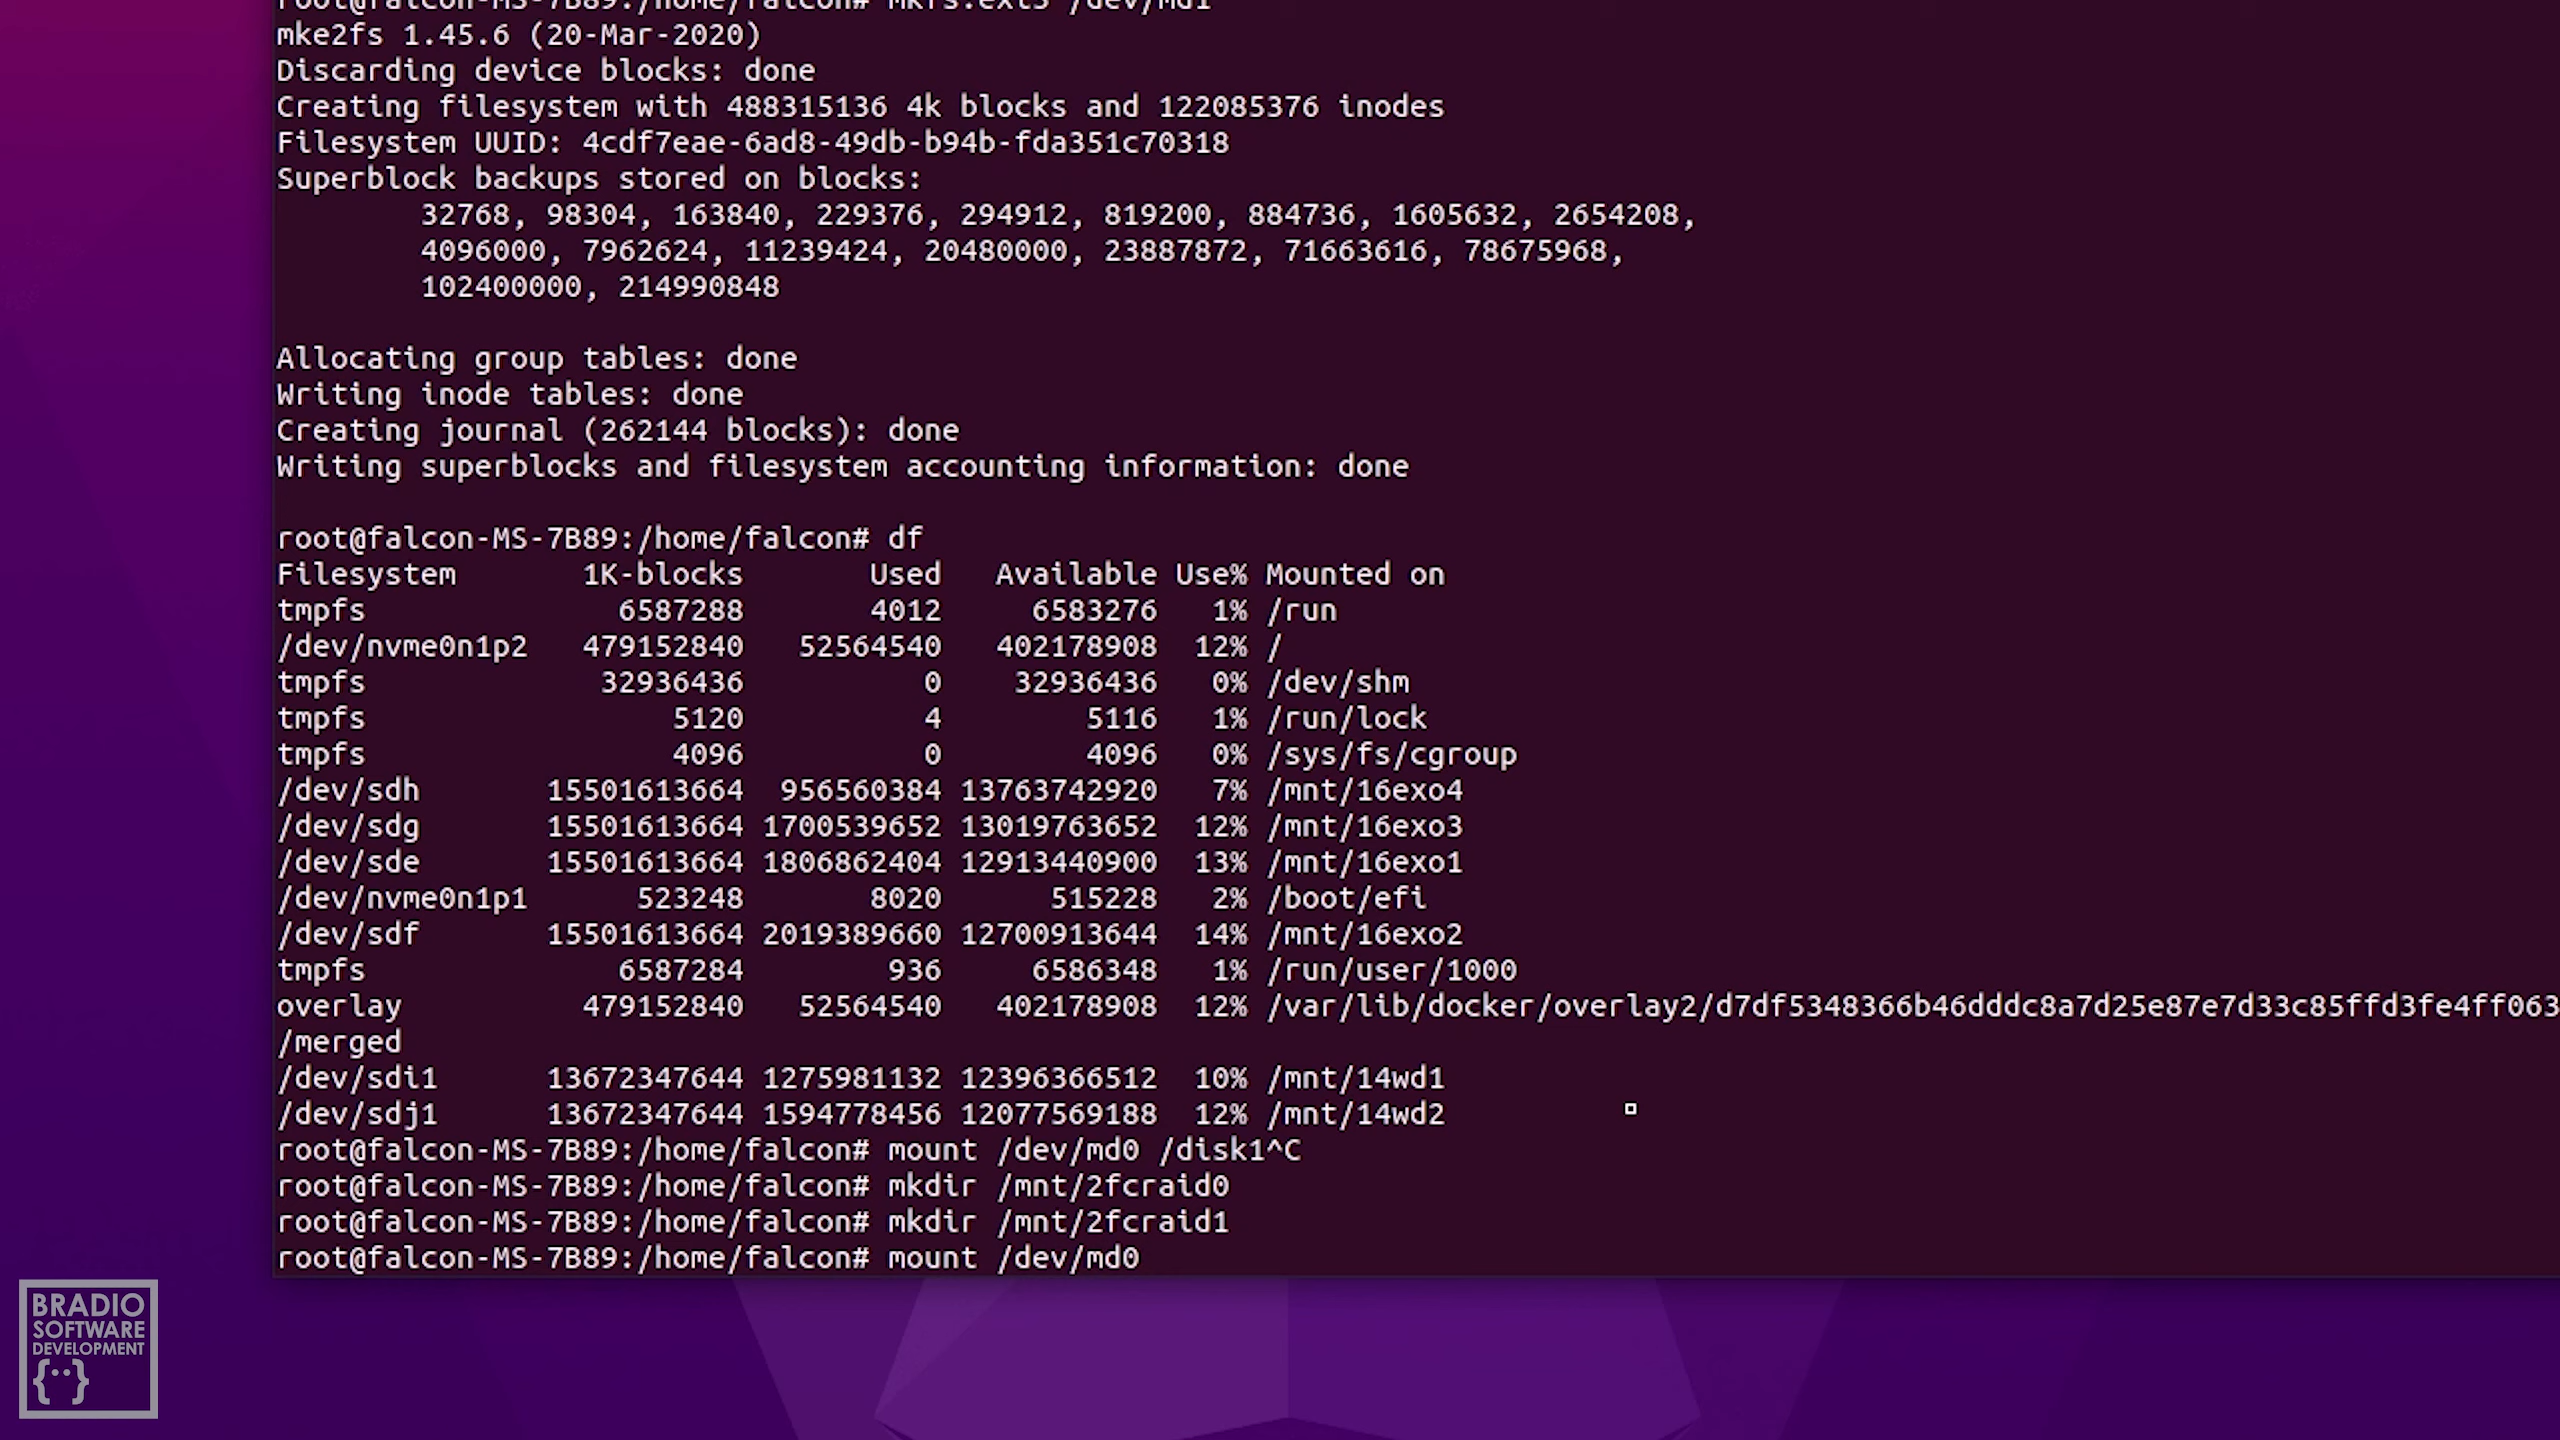 root@falcon-MS-7B89:/home/falcon# mkfs.ext3 /dev/md1
mke2fs 1.45.6 (20-Mar-2020)
Discarding device blocks: done
Creating filesystem with 488315136 4k blocks and 122085376 inodes
Filesystem UUID: 4cdf7eae-6ad8-49db-b94b-fda351c70318
Superblock backups stored on blocks:
32768, 98304, 163840, 229376, 294912, 819200, 884736, 1605632, 2654208,
4096000, 7962624, 11239424, 20480000, 23887872, 71663616, 78675968,
102400000, 214990848
Allocating group tables: done
Writing inode tables: done
Creating journal (262144 blocks): done
Writing superblocks and filesystem accounting information: done
root@falcon-MS-7B89:/home/falcon# df
Filesystem 1K-blocks Used Available Use% Mounted on
tmpfs 6587288 4012 6583276 1% /run
/dev/nvme0n1p2 479152840 52564540 402178908 12% /
tmpfs 32936436 0 32936436 0% /dev/shm
tmpfs 5120 4 5116 1% /run/lock
tmpfs 4096 0 4096 0% /sys/fs/cgroup
/dev/sdh 15501613664 956560384 13763742920 7% /mnt/16exo4
/dev/sdg 15501613664 1700539652 13019763652 12% /mnt/16exo3
/dev/sde 15501613664 1806862404 12913440900 13% /mnt/16exo1
/dev/nvme0n1p1 523248 8020 515228 2% /boot/efi
/dev/sdf 15501613664 2019389660 12700913644 14% /mnt/16exo2
tmpfs 6587284 936 6586348 1% /run/user/1000
overlay 479152840 52564540 402178908 12% /var/lib/docker/overlay2/d7df5348366b46dddc8a7d25e87e7d33c85ffd3fe4ff063
/merged
/dev/sdi1 13672347644 1275981132 12396366512 10% /mnt/14wd1
/dev/sdj1 13672347644 1594778456 12077569188 12% /mnt/14wd2
root@falcon-MS-7B89:/home/falcon# mount /dev/md0 /disk1^C
root@falcon-MS-7B89:/home/falcon# mkdir /mnt/2fcraid0
root@falcon-MS-7B89:/home/falcon# mkdir /mnt/2fcraid1
root@falcon-MS-7B89:/home/falcon# mount /dev/md0
BRADIO
SOFTWARE
DEVELOPMENT
{··}